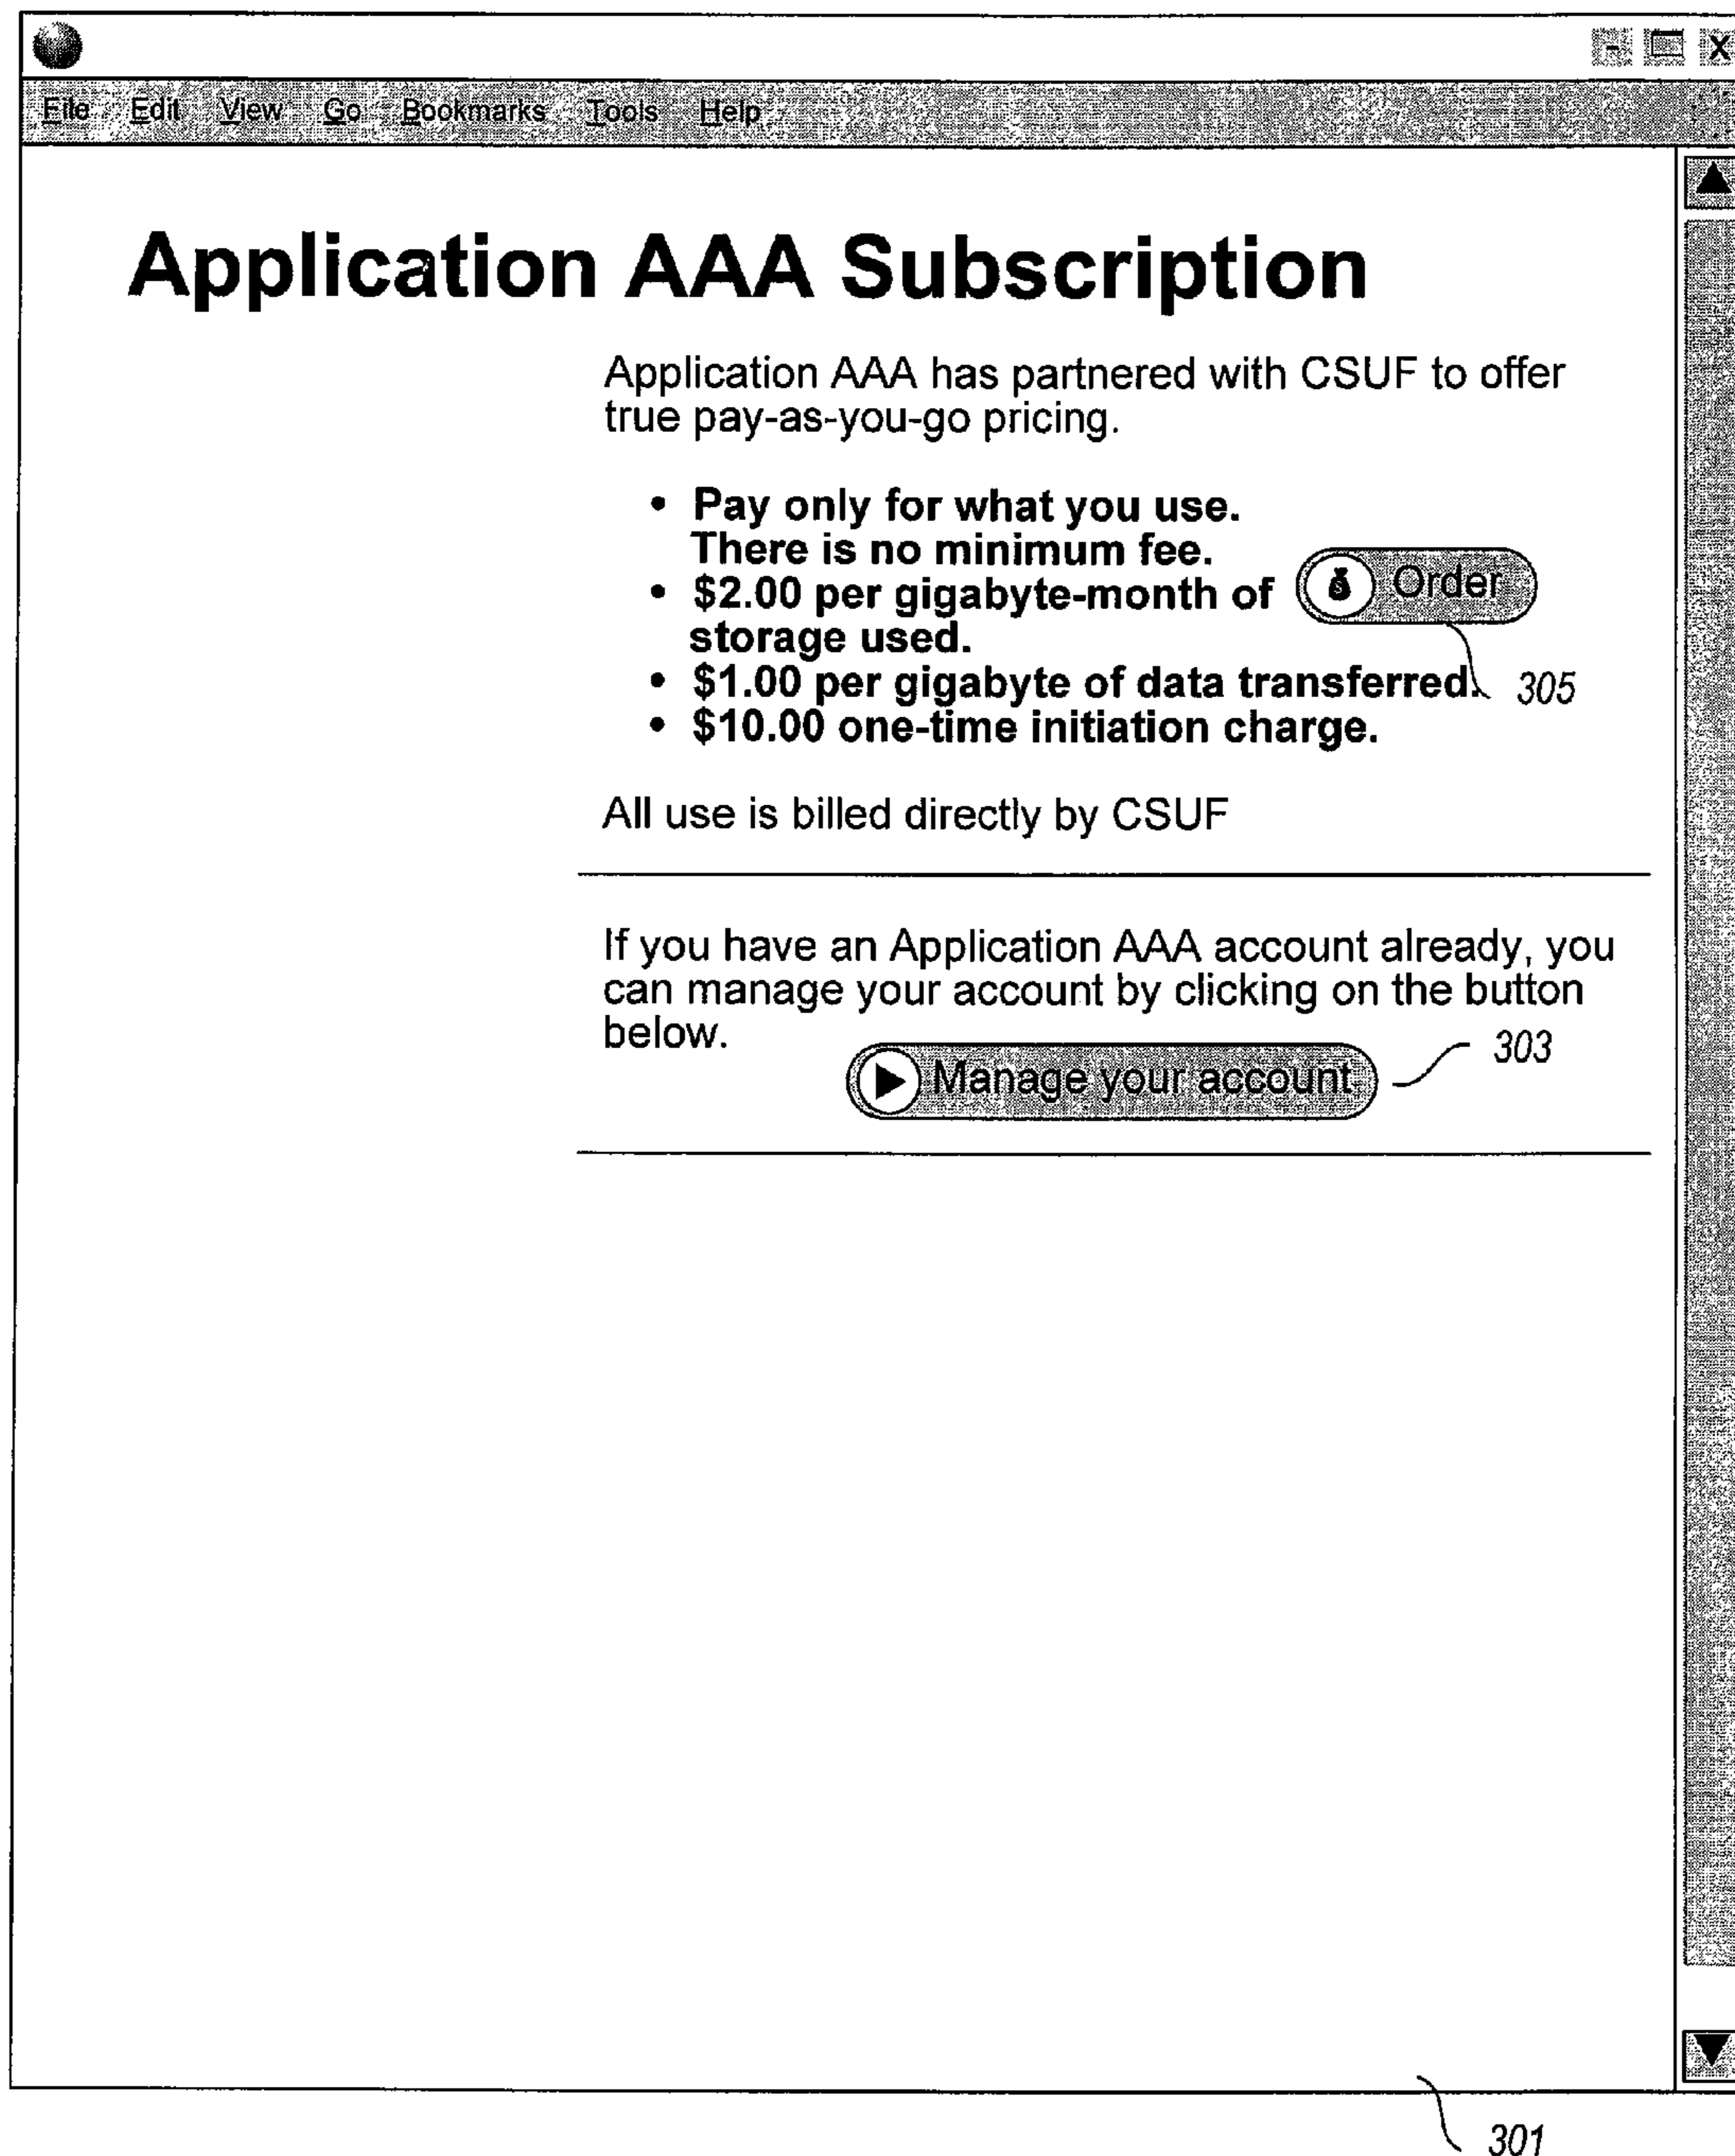 File Edit View Go Bookmarks Tools Help
Application AAA Subscription
Application AAA has partnered with CSUF to offer
true pay-as-you-go pricing.
• Pay only for what you use.
There is no minimum fee.
• $2.00 per gigabyte-month of
storage used.
Order
• $1.00 per gigabyte of data transferred.
305
• $10.00 one-time initiation charge.
All use is billed directly by CSUF
If you have an Application AAA account already, you
can manage your account by clicking on the button
below.
303
Manage your account
301